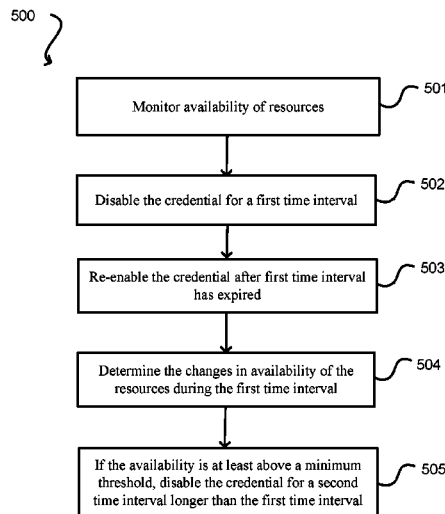 500
501
Monitor availability of resources
502
Disable the credential for a first time interval
503
Re-enable the credential after first time interval
has expired
504
Determine the changes in availability of the
resources during the first time interval
505
If the availability is at least above a minimum
threshold, disable the credential for a second
time interval longer than the first time interval